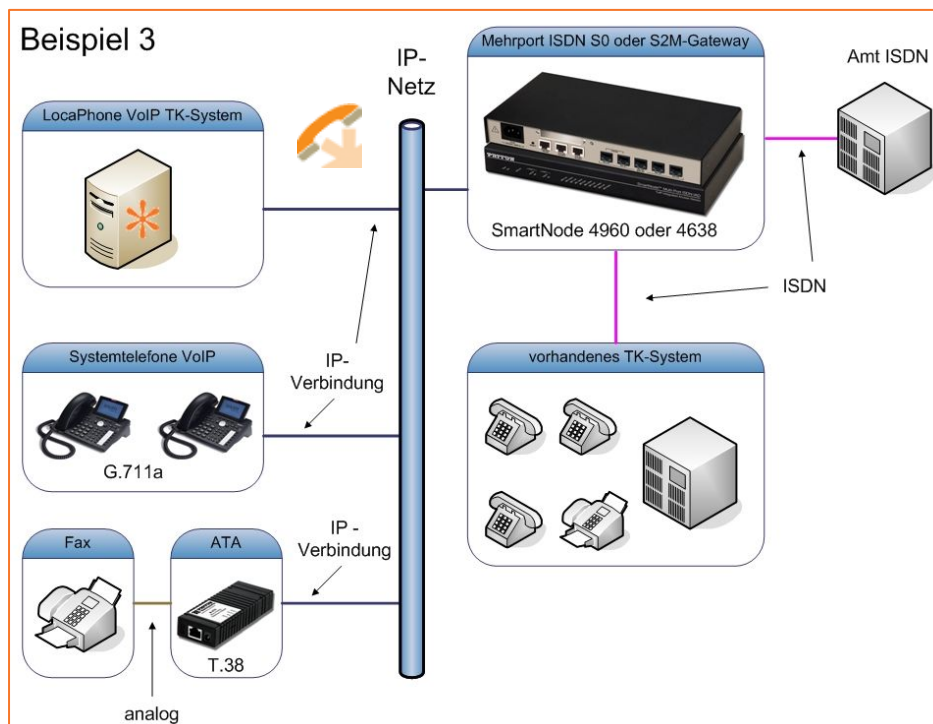 Beispiel 3
IP-
Netz
Mehrport ISDN S0 oder S2M-Gateway
SmartNode 4960 oder 4638
Amt ISDN
LocaPhone VoIP TK-System
ISDN
Systemtelefone VoIP
G.711a
IP-
Verbindung
vorhandenes TK-System
Fax
ATA
T.38
IP -
Verbindung
analog